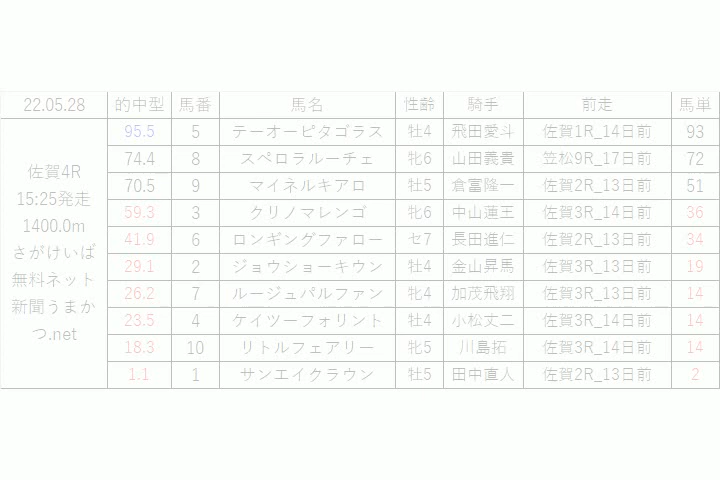 22.05.28 的中型 馬番 馬名 性齢 騎手 前走 馬単
佐賀4R
15:25発走
1400.0m
さがけいば
無料ネット
新聞うまか
つ.net
95.5 5 テーオーピタゴラス 牡4 飛田愛斗 佐賀1R_14日前 93
74.4 8 スペロラルーチェ 牝6 山田義貴 笠松9R_17日前 72
70.5 9 マイネルキアロ 牡5 倉富隆一 佐賀2R_13日前 51
59.3 3 クリノマレンゴ 牝6 中山蓮王 佐賀3R_14日前 36
41.9 6 ロンギングファロー セ7 長田進仁 佐賀2R_13日前 34
29.1 2 ジョウショーキウン 牡4 金山昇馬 佐賀3R_13日前 19
26.2 7 ルージュパルファン 牝4 加茂飛翔 佐賀3R_13日前 14
23.5 4 ケイツーフォリント 牡4 小松丈二 佐賀3R_14日前 14
18.3 10 リトルフェアリー 牝5 川島拓 佐賀3R_14日前 14
1.1 1 サンエイクラウン 牡5 田中直人 佐賀2R_13日前 2